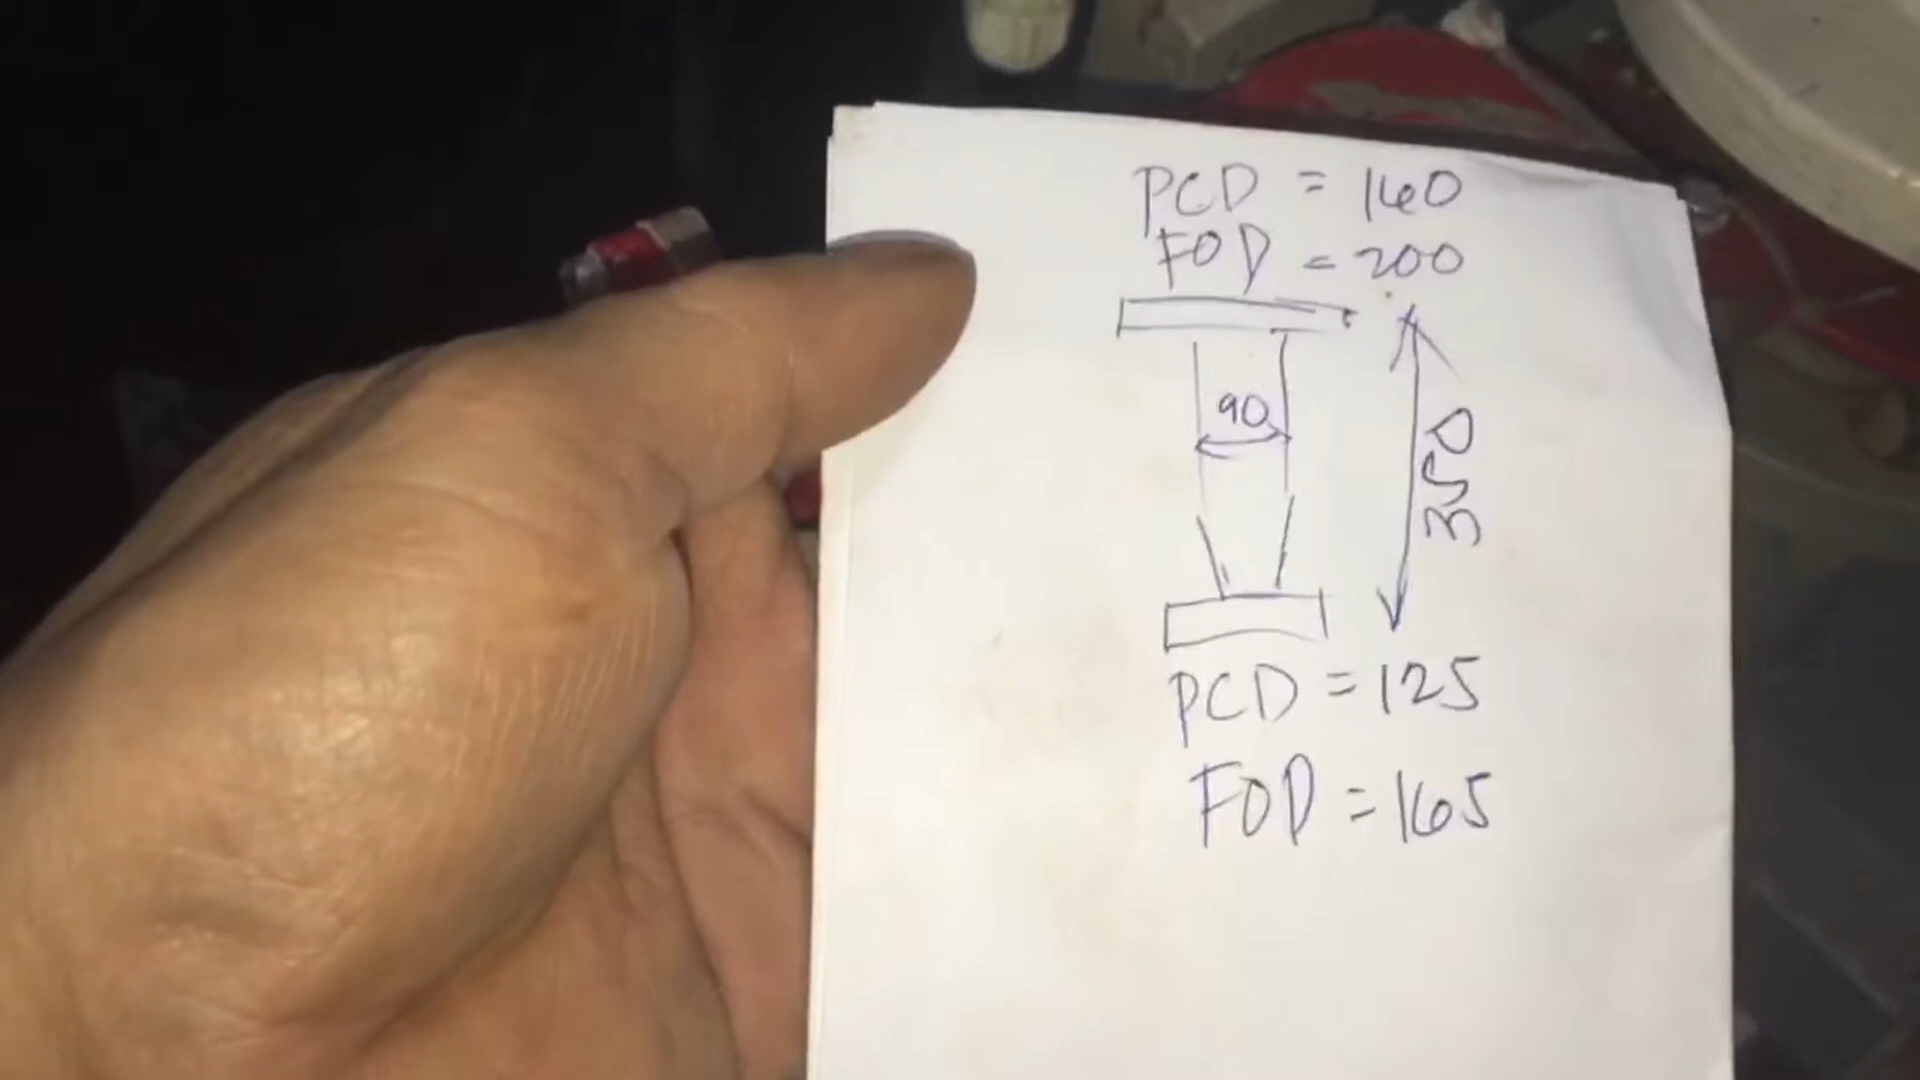 PCD = 160
FOD = 200
90
350
PCD = 125
FOD = 165